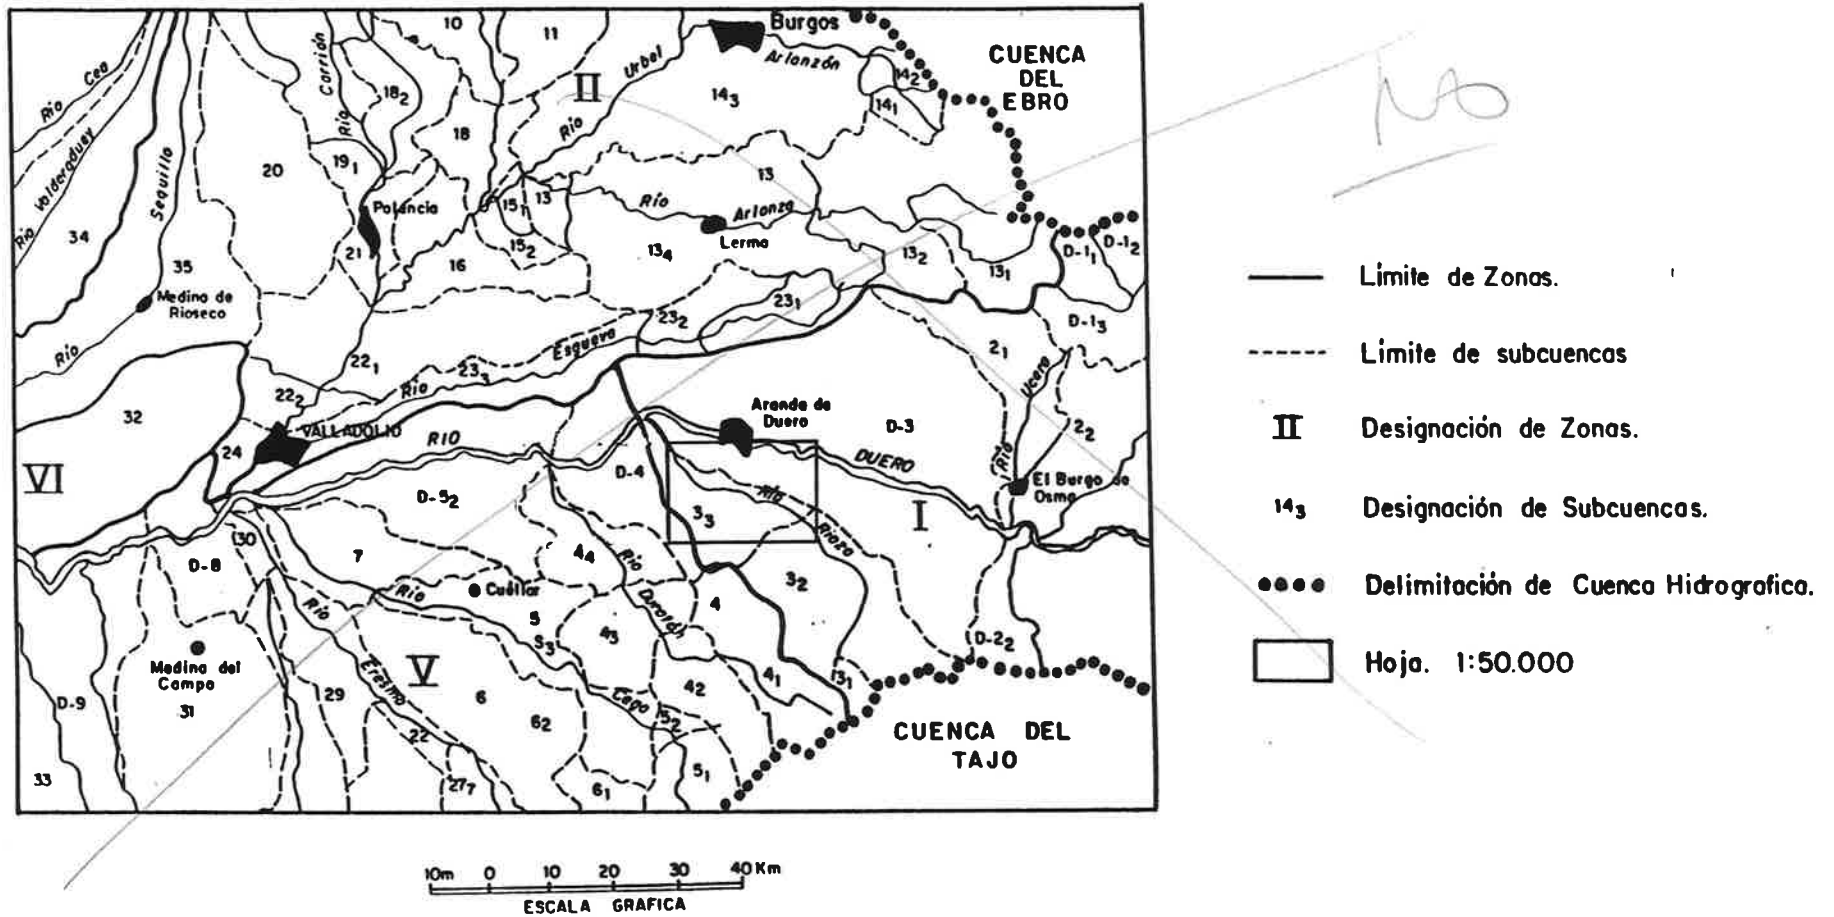 10
11
Burgos
Río Cea
Río Carrión
Río Urbel
Arlanzón
CUENCA
DEL
EBRO
II
18₂
14₃
14₂
14₁
Río Valderaduey
Sequillo
18
20
19₁
13
Palencia
15₁
13
Río Arlanza
Lerma
34
21
15₂
13₄
13₂
13₁
D-1₁
D-1₂
35
16
Medina de
Rioseco
23₁
23₂
D-1₃
Río
22₁
Río Esgueva
23₃
2₁
Río Ucero
22₂
32
Aranda de
Duero
VALLADOLID
RIO DUERO
D-3
2₂
24
VI
D-4
D-5₂
El Burgo de
Osma
3₃
Río Riaza
I
30
7
4₄
D-8
Río Duratón
Cuéllar
3₂
4
Río Cega
5
S₃
4₃
Río Eresma
D-2₂
Medina del
Campo
V
4₁
13₁
4₂
29
6
D-9
31
6₂
5₂
22
CUENCA DEL
TAJO
33
27₇
6₁
5₁
10m 0 10 20 30 40 Km
ESCALA GRAFICA
Límite de Zonas.
Límite de subcuencas
II Designación de Zonas.
14₃ Designación de Subcuencas.
Delimitación de Cuenca Hidrografica.
Hoja. 1:50.000